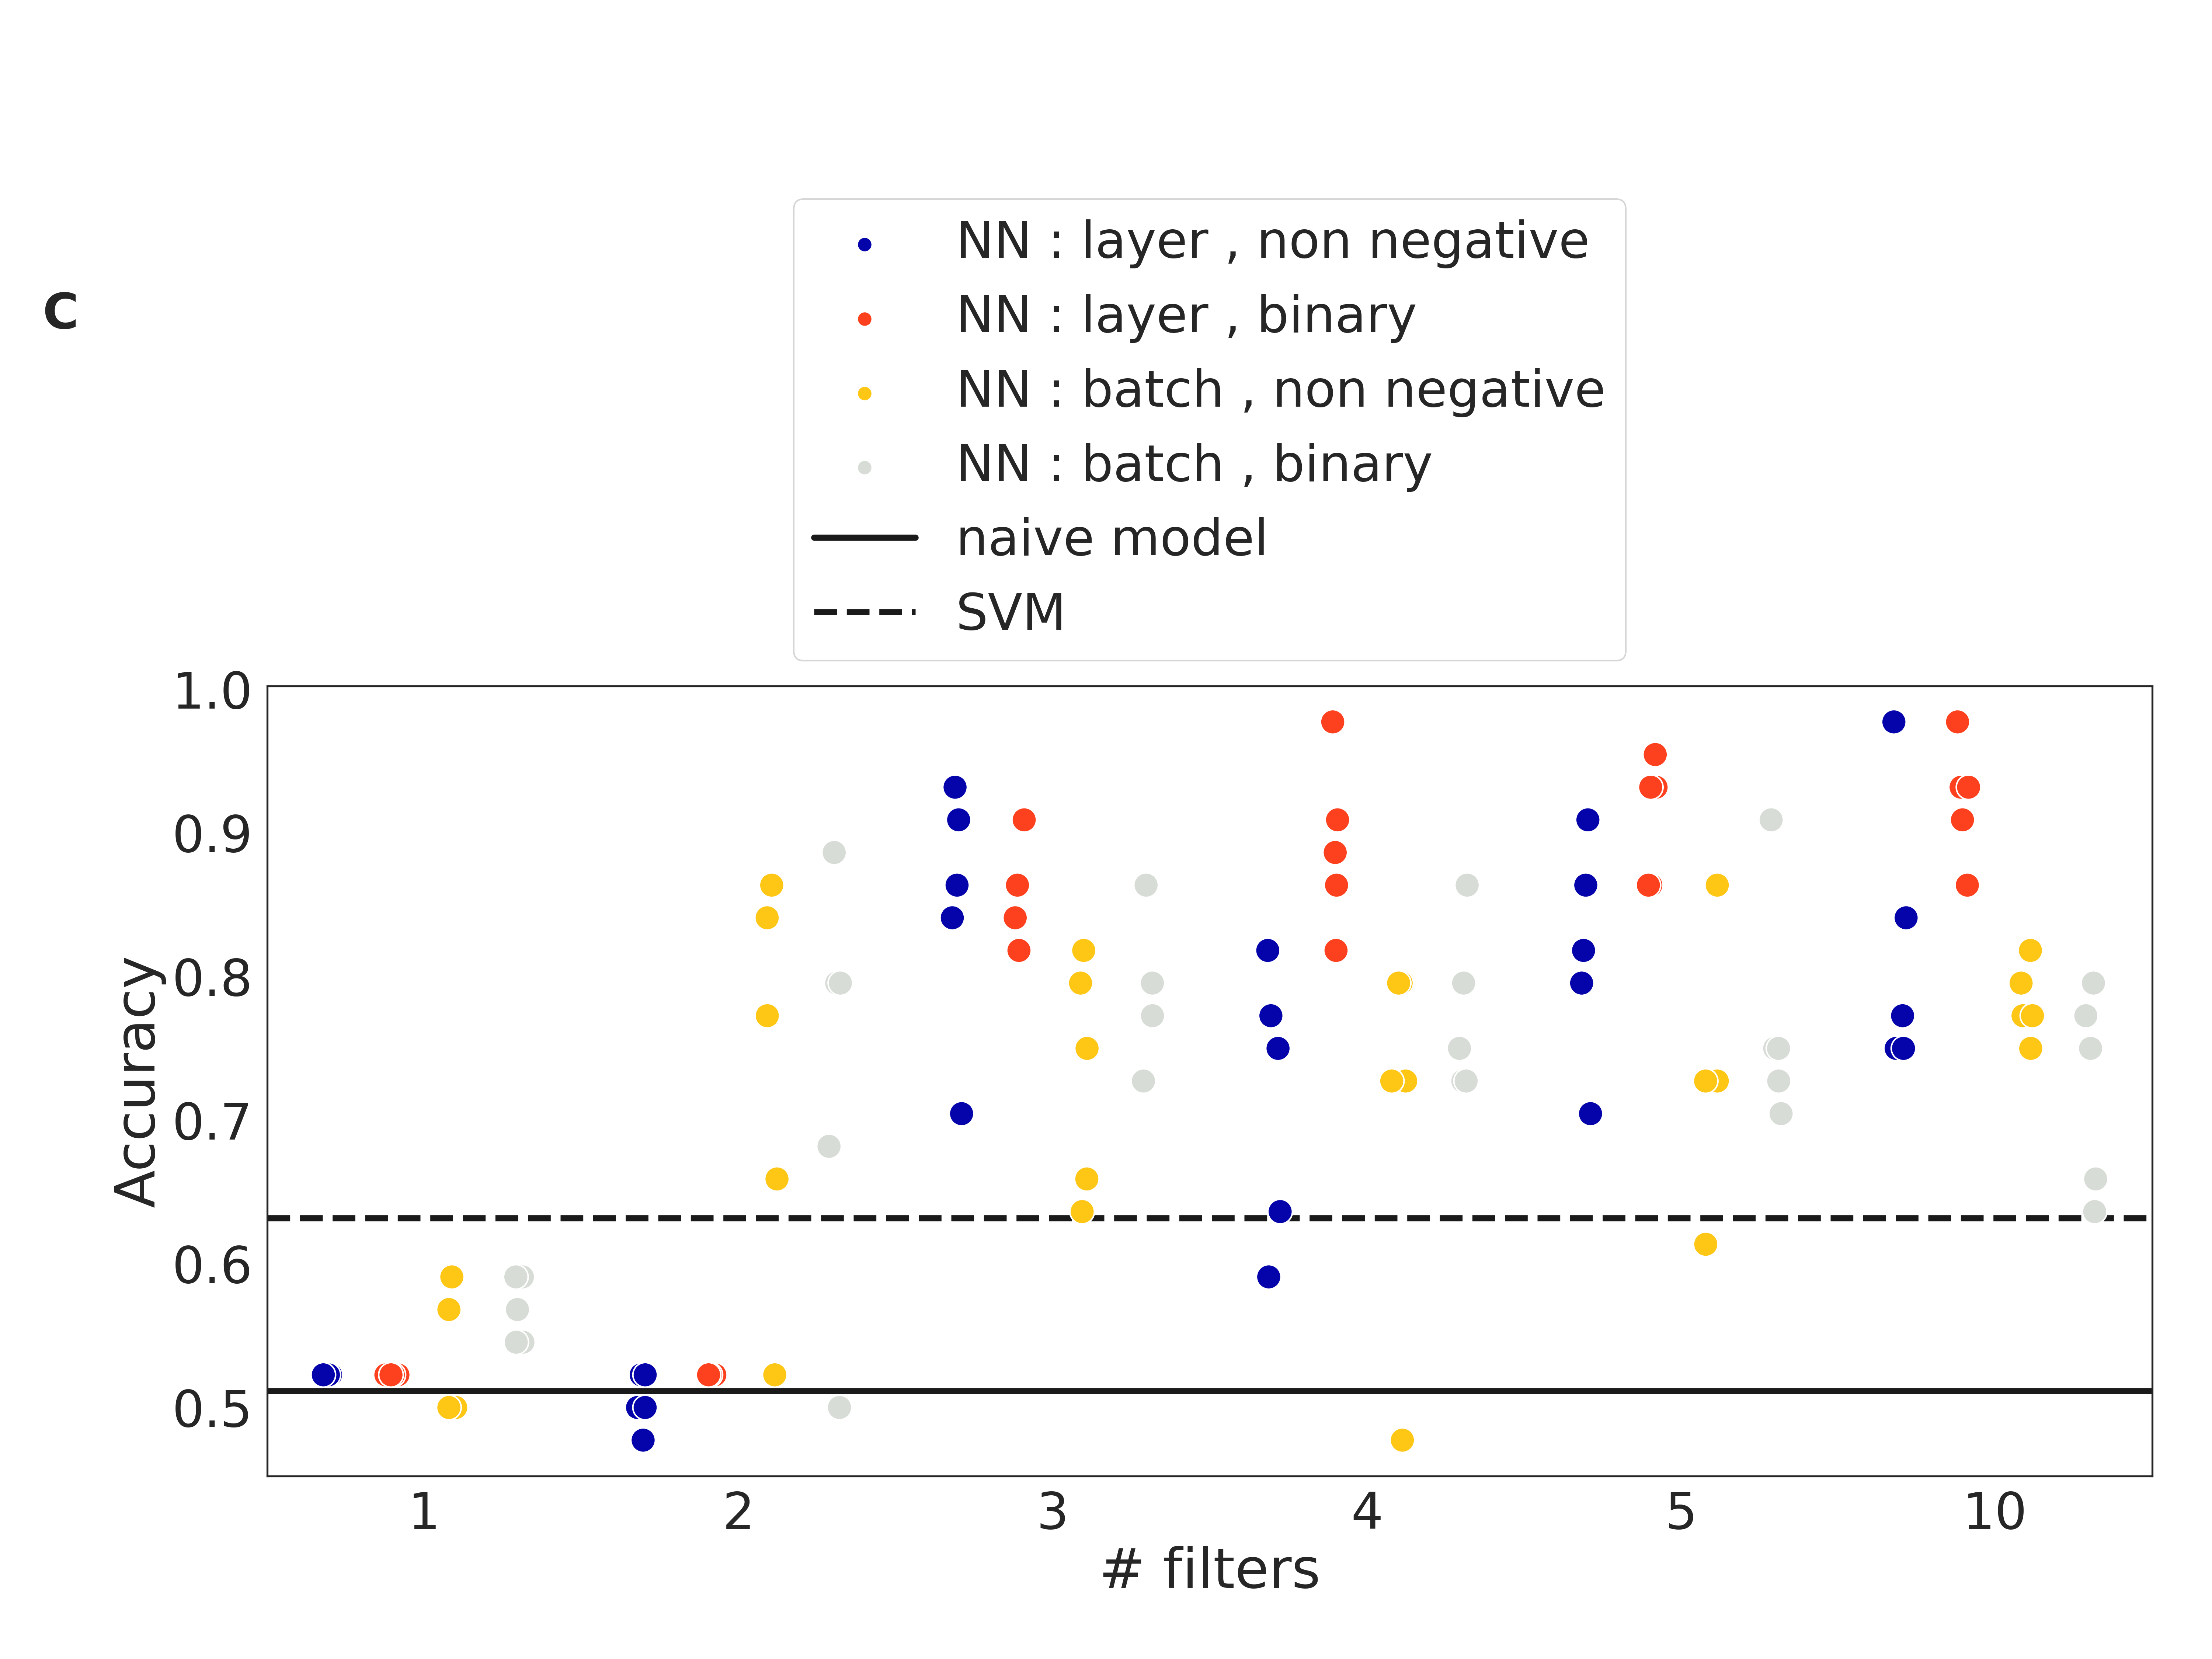 C
NN : layer , non negative
NN : layer , binary
NN : batch , non negative
NN : batch , binary
naive model
SVM
1.0
0.9
0.8
0.7
0.6
0.5
Accuracy
1 2 3 4 5 10
# filters